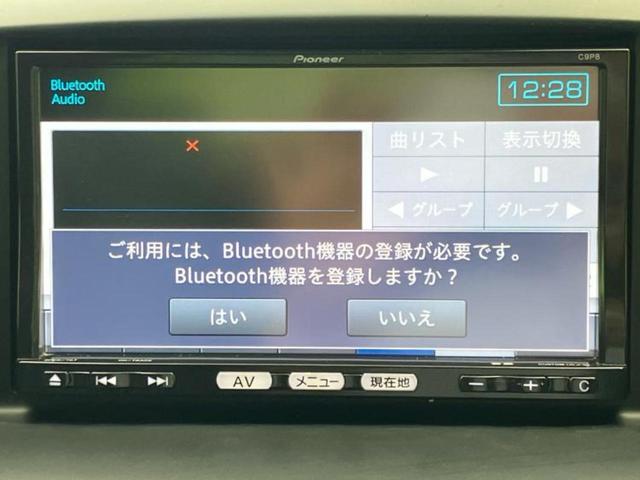 Pioneer
C9P8
Bluetooth
Audio
12:28
曲リスト
表示切換
グループ
グループ
ご利用には、Bluetooth機器の登録が必要です。
Bluetooth機器を登録しますか？
はい
いいえ
AV
メニュー
現在地
C